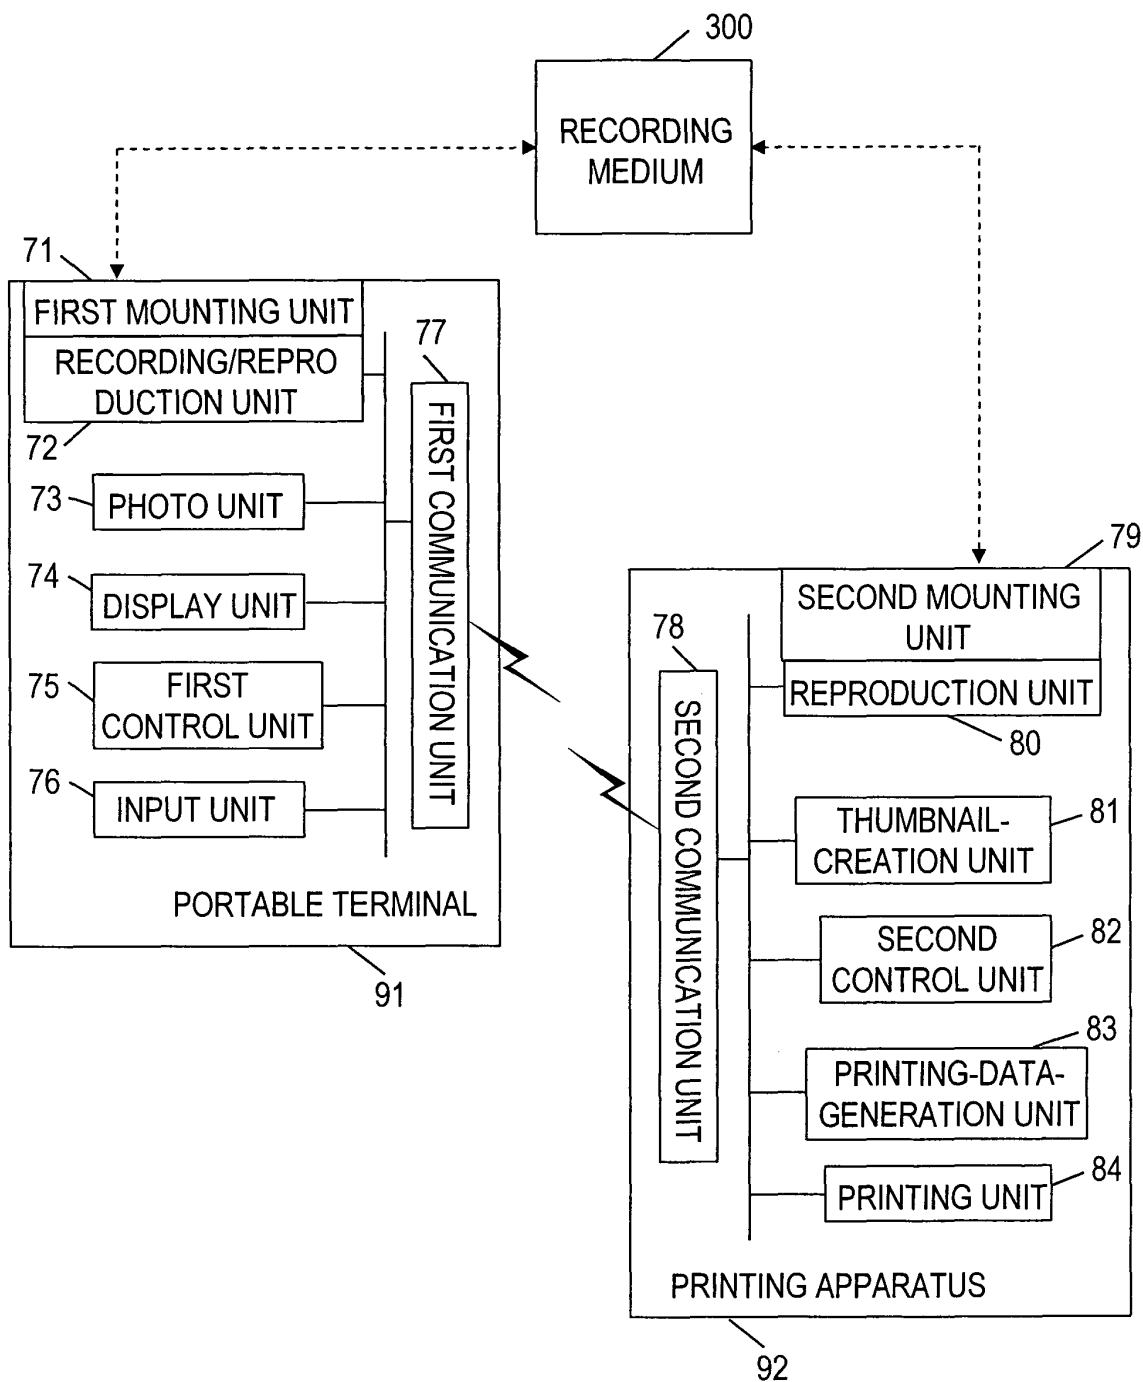 300
RECORDING
MEDIUM
71
FIRST MOUNTING UNIT
RECORDING/REPRO
DUCTION UNIT
72
77
FIRST COMMUNICATION UNIT
73
PHOTO UNIT
74
DISPLAY UNIT
75
FIRST
CONTROL UNIT
76
INPUT UNIT
PORTABLE TERMINAL
91
79
SECOND MOUNTING
UNIT
78
SECOND COMMUNICATION UNIT
REPRODUCTION UNIT
80
THUMBNAIL-
CREATION UNIT
81
SECOND
CONTROL UNIT
82
83
PRINTING-DATA-
GENERATION UNIT
PRINTING UNIT
84
PRINTING APPARATUS
92